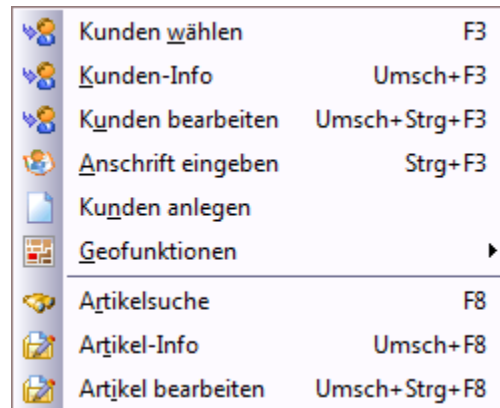 Kunden wählen F3
Kunden-Info Umsch+F3
Kunden bearbeiten Umsch+Strg+F3
Anschrift eingeben Strg+F3
Kunden anlegen
Geofunktionen
Artikelsuche F8
Artikel-Info Umsch+F8
Artikel bearbeiten Umsch+Strg+F8